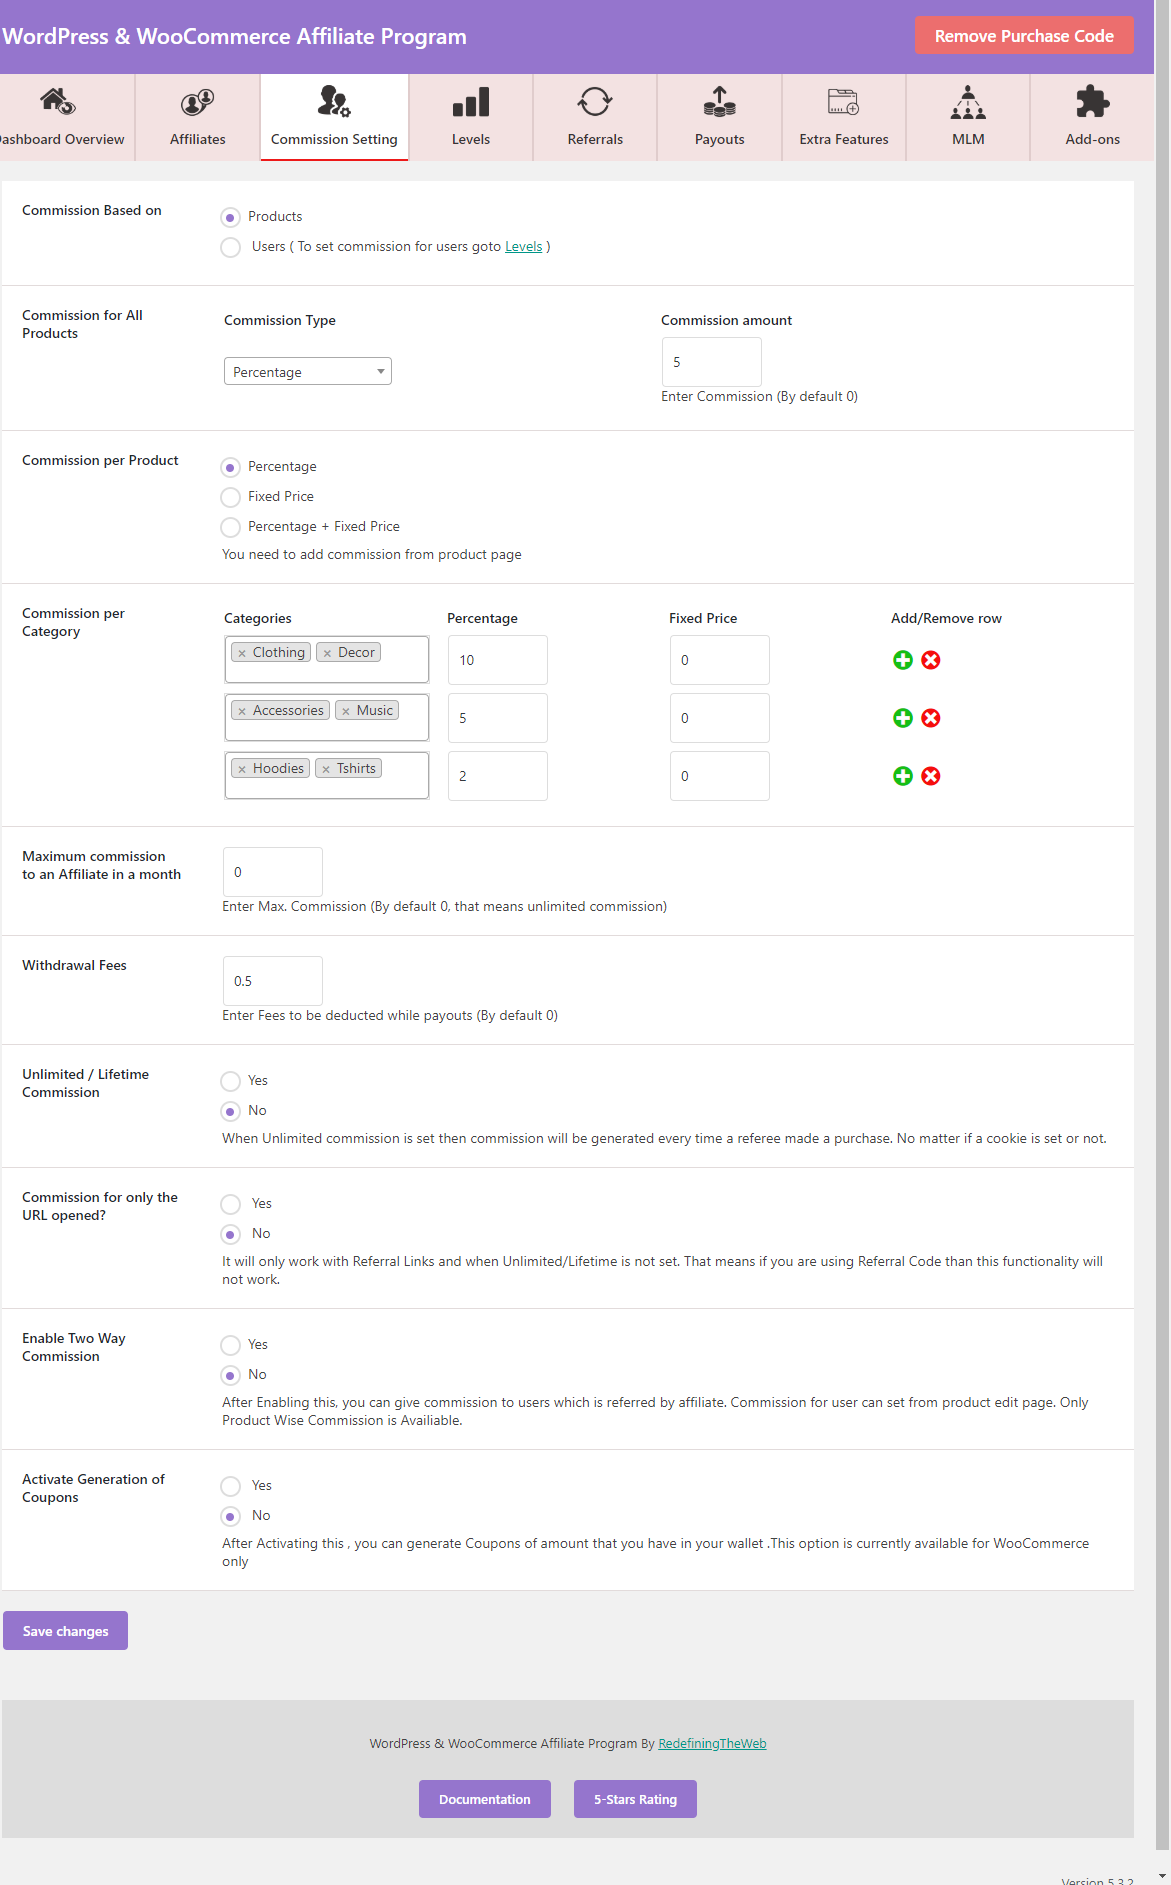 WordPress & WooCommerce Affiliate Program
Remove Purchase Code
ashboard Overview
Affiliates
Commission Setting
Levels
Referrals
Payouts
Extra Features
MLM
Add-ons
Commission Based on
Products
Users ( To set commission for users goto Levels )
Commission for All
Products
Commission Type
Commission amount
Percentage
5
Enter Commission (By default 0)
Commission per Product
Percentage
Fixed Price
Percentage + Fixed Price
You need to add commission from product page
Commission per
Category
Categories
Percentage
Fixed Price
Add/Remove row
× Clothing × Decor
10
0
× Accessories × Music
5
0
× Hoodies × Tshirts
2
0
Maximum commission
to an Affiliate in a month
0
Enter Max. Commission (By default 0, that means unlimited commission)
Withdrawal Fees
0.5
Enter Fees to be deducted while payouts (By default 0)
Unlimited / Lifetime
Commission
Yes
No
When Unlimited commission is set then commission will be generated every time a referee made a purchase. No matter if a cookie is set or not.
Commission for only the
URL opened?
Yes
No
It will only work with Referral Links and when Unlimited/Lifetime is not set. That means if you are using Referral Code than this functionality will
not work.
Enable Two Way
Commission
Yes
No
After Enabling this, you can give commission to users which is referred by affiliate. Commission for user can set from product edit page. Only
Product Wise Commission is Availiable.
Activate Generation of
Coupons
Yes
No
After Activating this , you can generate Coupons of amount that you have in your wallet .This option is currently available for WooCommerce
only
Save changes
WordPress & WooCommerce Affiliate Program By RedefiningTheWeb
Documentation
5-Stars Rating
Version 5.3.2